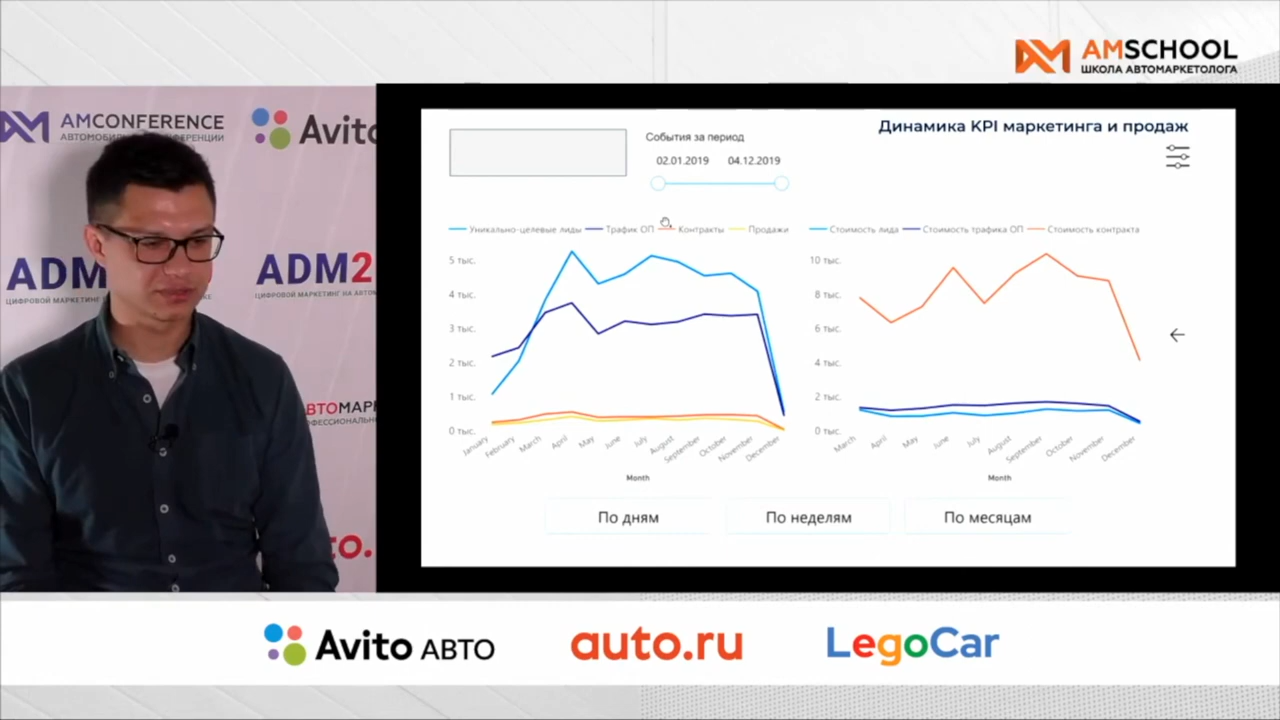 AMSCHOOL
ШКОЛА АВТОМАРКЕТОЛОГА
AMCONFERENCE
Avito
ADM
ADM2
ЦИФРОВОЙ МАРКЕТИНГ
ЦИФРОВОЙ МАРКЕТИНГ НА АВТОМ
Динамика KPI маркетинга и продаж
События за период
02.01.2019 04.12.2019
Уникально-целевые лиды Трафик ОП Контракты Продажи
5 тыс.
4 тыс.
3 тыс.
2 тыс.
1 тыс.
0 тыс.
January February March April May June July August September October November December
Month
Стоимость лида Стоимость трафика ОП Стоимость контракта
10 тыс.
8 тыс.
6 тыс.
4 тыс.
2 тыс.
0 тыс.
March April May June July August September October November December
Month
По дням По неделям По месяцам
Avito АВТО
auto.ru
LegoCar